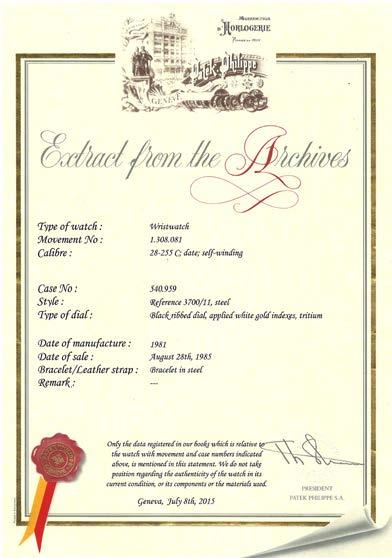 MANUFACTURE
D'HORLOGERIE
Patek Philippe
GENÈVE
Extract from the Archives
Type of watch : Wristwatch
Movement No : 1.308.081
Calibre : 28-255 C; date; self-winding
Case No : 540.959
Style : Reference 3700/11, steel
Type of dial : Black ribbed dial, applied white gold indexes, tritium
Date of manufacture : 1981
Date of sale : August 28th, 1985
Bracelet/Leather strap : Bracelet in steel
Remark : ---
Only the data registered in our books which is relative to
the watch with movement and case numbers indicated
above, is mentioned in this statement. We do not take
position regarding the authenticity of the watch in its
current condition, or its components or the materials used.
Geneva, July 8th, 2015
PRESIDENT
PATEK PHILIPPE S.A.